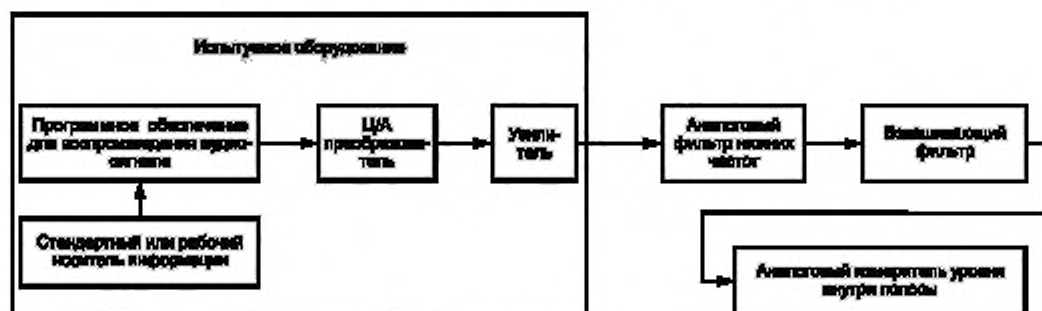 Испытуемое оборудование
Программное обеспечение
для воспроизведения аудио-
сигнала
Ц/А
преобразова-
тель
Усили-
тель
Аналоговый
фильтр нижних
частот
Взвешивающий
фильтр
Стандартный или рабочий
носитель информации
Аналоговый измеритель уровня
внутри полосы